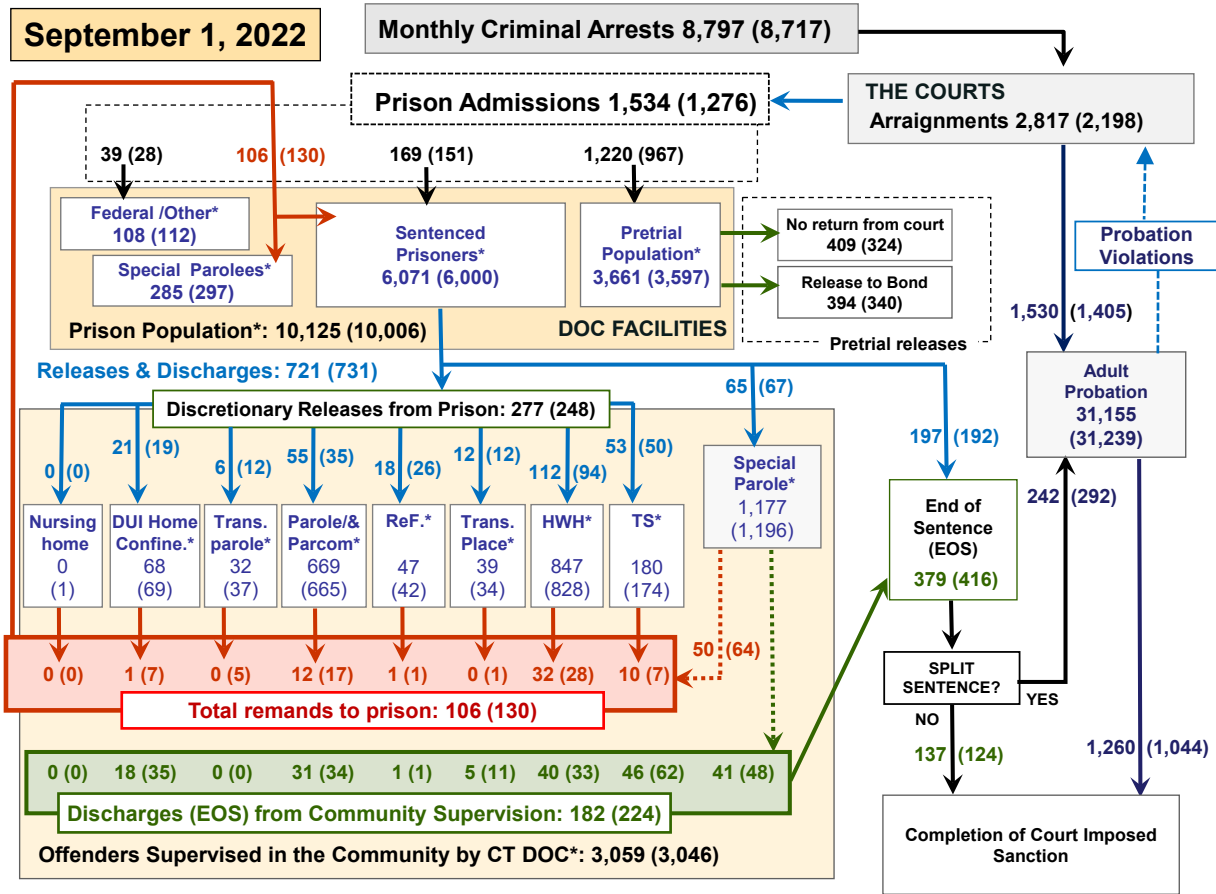 September 1, 2022
Monthly Criminal Arrests 8,797 (8,717)
Prison Admissions 1,534 (1,276)
THE COURTS
Arraignments 2,817 (2,198)
39 (28)
106 (130)
169 (151)
1,220 (967)
Federal /Other*
108 (112)
Special Parolees*
285 (297)
Sentenced
Prisoners*
6,071 (6,000)
Pretrial
Population*
3,661 (3,597)
No return from court
409 (324)
Release to Bond
394 (340)
Pretrial releases
Probation
Violations
Prison Population*: 10,125 (10,006)
DOC FACILITIES
1,530 (1,405)
Releases & Discharges: 721 (731)
Adult
Probation
31,155
(31,239)
65 (67)
Discretionary Releases from Prison: 277 (248)
197 (192)
0 (0)
21 (19)
6 (12)
55 (35)
18 (26)
12 (12)
112 (94)
53 (50)
Special
Parole*
1,177
(1,196)
242 (292)
Nursing
home
0
(1)
DUI Home
Confine.*
68
(69)
Trans.
parole*
32
(37)
Parole/&
Parcom*
669
(665)
ReF.*
47
(42)
Trans.
Place*
39
(34)
HWH*
847
(828)
TS*
180
(174)
End of
Sentence
(EOS)
379 (416)
50 (64)
0 (0)
1 (7)
0 (5)
12 (17)
1 (1)
0 (1)
32 (28)
10 (7)
Total remands to prison: 106 (130)
SPLIT
SENTENCE?
YES
NO
137 (124)
1,260 (1,044)
0 (0)
18 (35)
0 (0)
31 (34)
1 (1)
5 (11)
40 (33)
46 (62)
41 (48)
Discharges (EOS) from Community Supervision: 182 (224)
Offenders Supervised in the Community by CT DOC*: 3,059 (3,046)
Completion of Court Imposed
Sanction